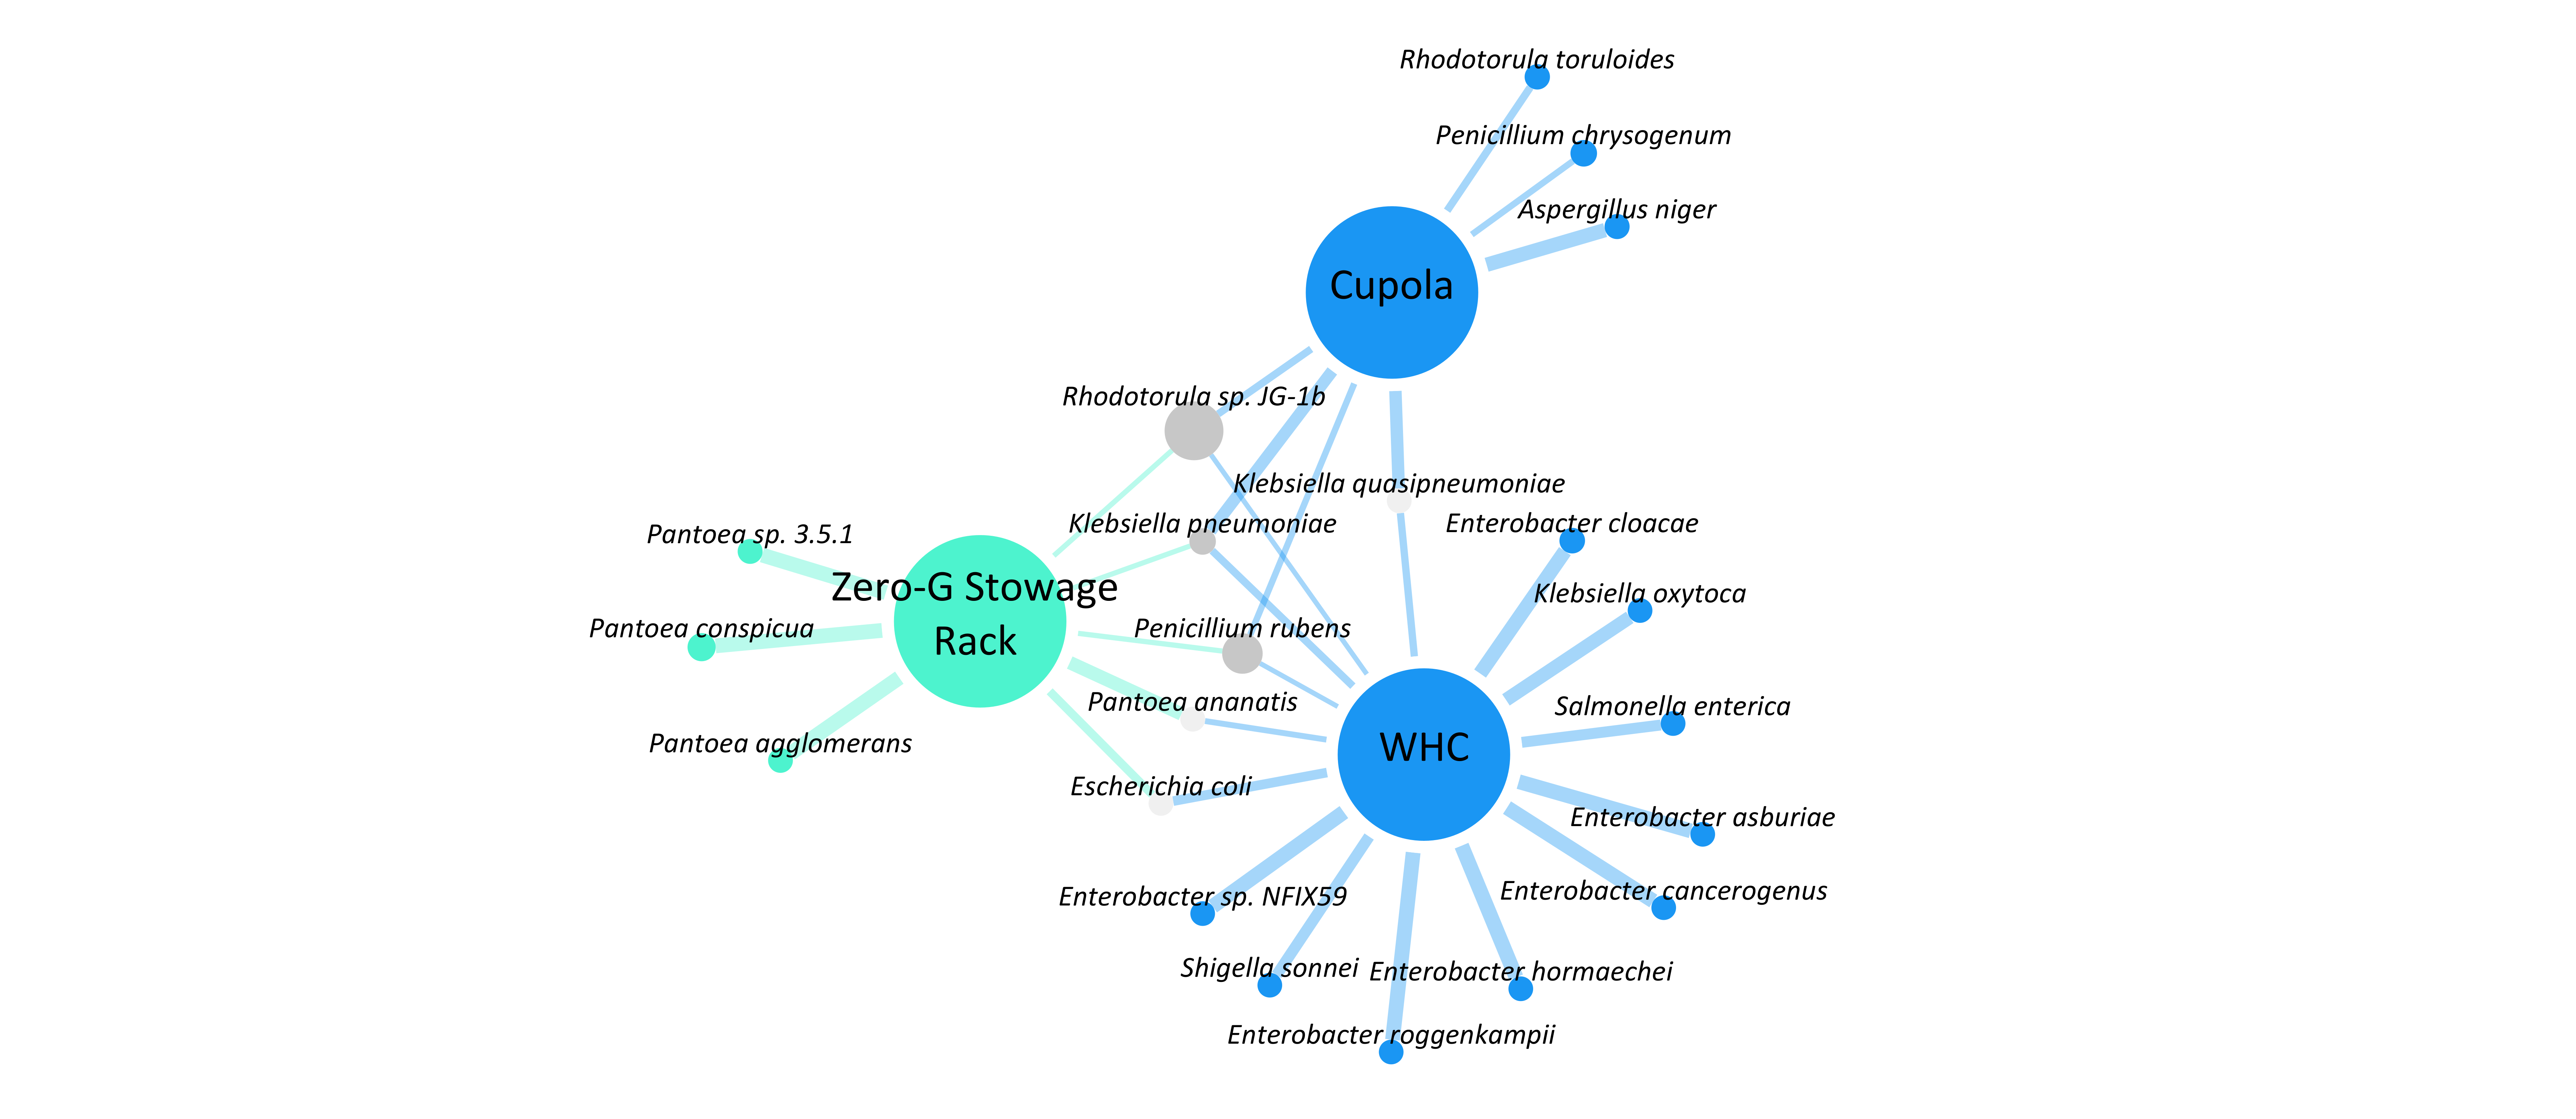 Rhodotorula toruloides
Penicillium chrysogenum
Aspergillus niger
Cupola
Rhodotorula sp. JG-1b
Klebsiella quasipneumoniae
Klebsiella pneumoniae
Enterobacter cloacae
Pantoea sp. 3.5.1
Zero-G Stowage
Rack
Klebsiella oxytoca
Pantoea conspicua
Penicillium rubens
Pantoea ananatis
Salmonella enterica
Pantoea agglomerans
WHC
Escherichia coli
Enterobacter asburiae
Enterobacter sp. NFIX59
Enterobacter cancerogenus
Shigella sonnei
Enterobacter hormaechei
Enterobacter roggenkampii